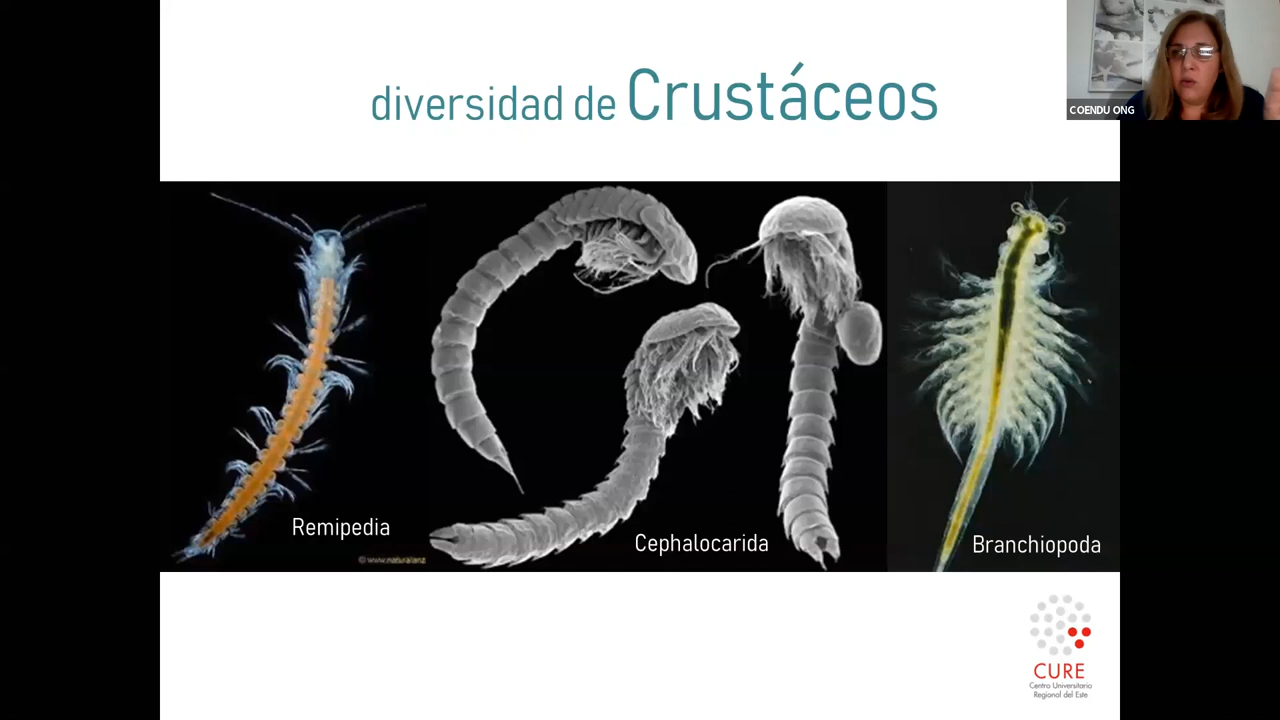 diversidad de Crustáceos
COENDU ONG
Remipedia
Cephalocarida
Branchiopoda
© www.naturalanz
CURE
Centro Universitario
Regional del Este